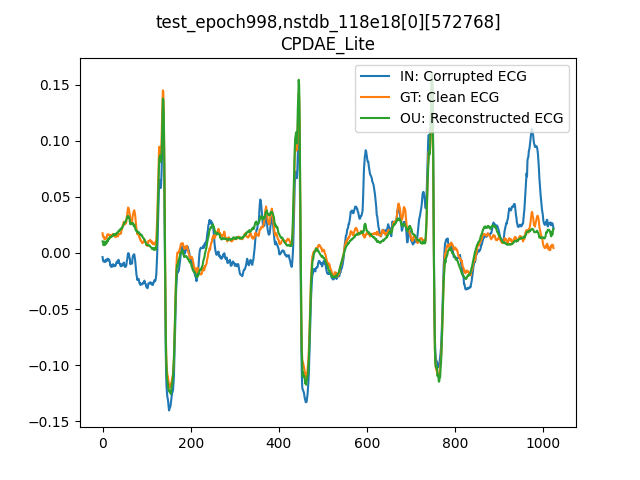 test_epoch998,nstdb_118e18[0][572768]
CPDAE_Lite
IN: Corrupted ECG
GT: Clean ECG
OU: Reconstructed ECG
0.15
0.10
0.05
0.00
−0.05
−0.10
−0.15
0 200 400 600 800 1000